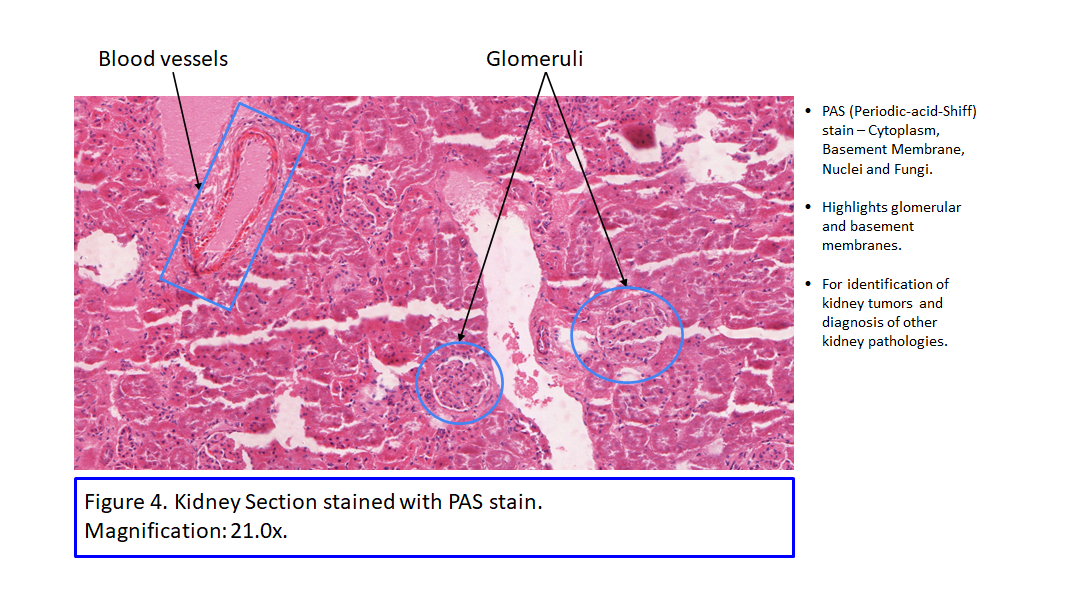 Blood vessels
Glomeruli
• PAS (Periodic-acid-Shiff)
stain – Cytoplasm,
Basement Membrane,
Nuclei and Fungi.
• Highlights glomerular
and basement
membranes.
• For identification of
kidney tumors and
diagnosis of other
kidney pathologies.
Figure 4. Kidney Section stained with PAS stain.
Magnification: 21.0x.